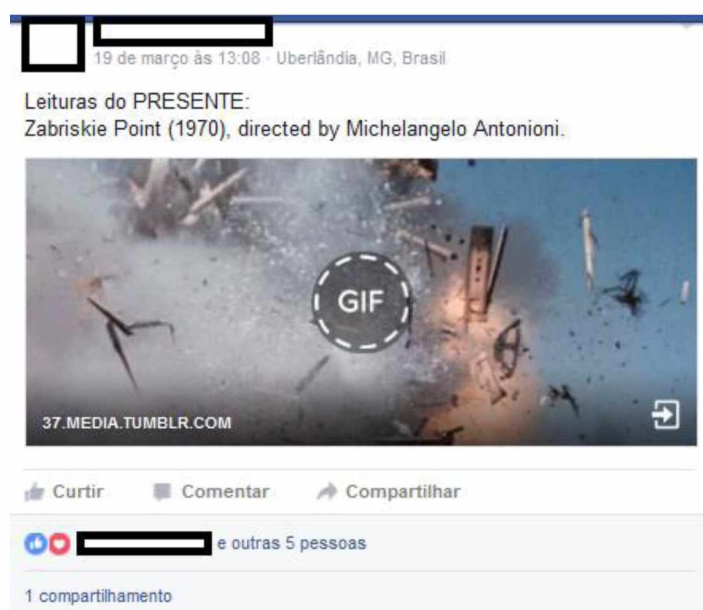 19 de março às 13:08 · Uberlândia, MG, Brasil
Leituras do PRESENTE:
Zabriskie Point (1970), directed by Michelangelo Antonioni.
GIF
37.MEDIA.TUMBLR.COM
Curtir Comentar Compartilhar
e outras 5 pessoas
1 compartilhamento